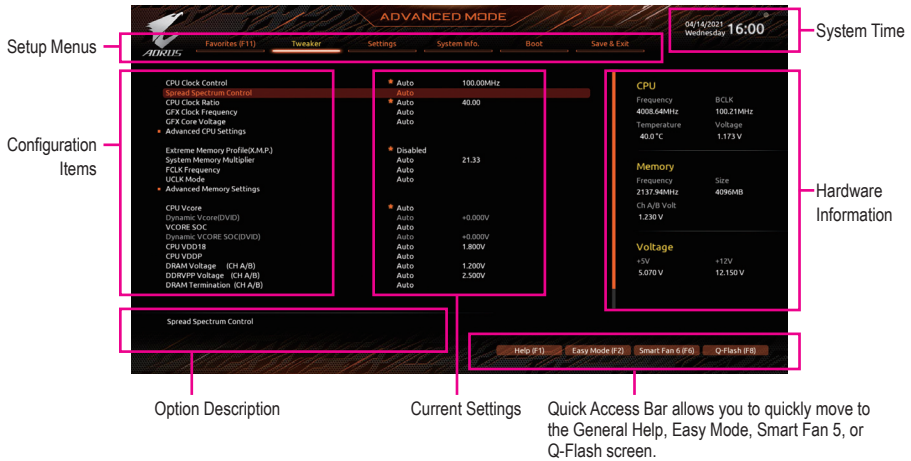 ADVANCED MODE
04/14/2021
Wednesday 16:00
System Time
Setup Menus
AORUS
Favorites (F11) Tweaker Settings System Info. Boot Save & Exit
Configuration
Items
CPU Clock Control Auto 100.00MHz
Spread Spectrum Control Auto
CPU Clock Ratio Auto 40.00
GFX Clock Frequency Auto
GFX Core Voltage Auto
Advanced CPU Settings
Extreme Memory Profile(X.M.P.) Disabled
System Memory Multiplier Auto 21.33
FCLK Frequency Auto
UCLK Mode Auto
Advanced Memory Settings
CPU Vcore Auto
Dynamic Vcore(DVID) Auto +0.000V
VCORE SOC Auto
Dynamic VCORE SOC(DVID) Auto +0.000V
CPU VDD18 Auto 1.800V
CPU VDDP Auto
DRAM Voltage (CH A/B) Auto 1.200V
DDRVPP Voltage (CH A/B) Auto 2.500V
DRAM Termination (CH A/B) Auto
CPU
Frequency BCLK
4008.64MHz 100.21MHz
Temperature Voltage
40.0 °C 1.173 V
Memory
Frequency Size
2137.94MHz 4096MB
Ch A/B Volt
1.230 V
Voltage
+5V +12V
5.070 V 12.150 V
Hardware
Information
Spread Spectrum Control
Help (F1) Easy Mode (F2) Smart Fan 6 (F6) Q-Flash (F8)
Option Description
Current Settings
Quick Access Bar allows you to quickly move to
the General Help, Easy Mode, Smart Fan 5, or
Q-Flash screen.